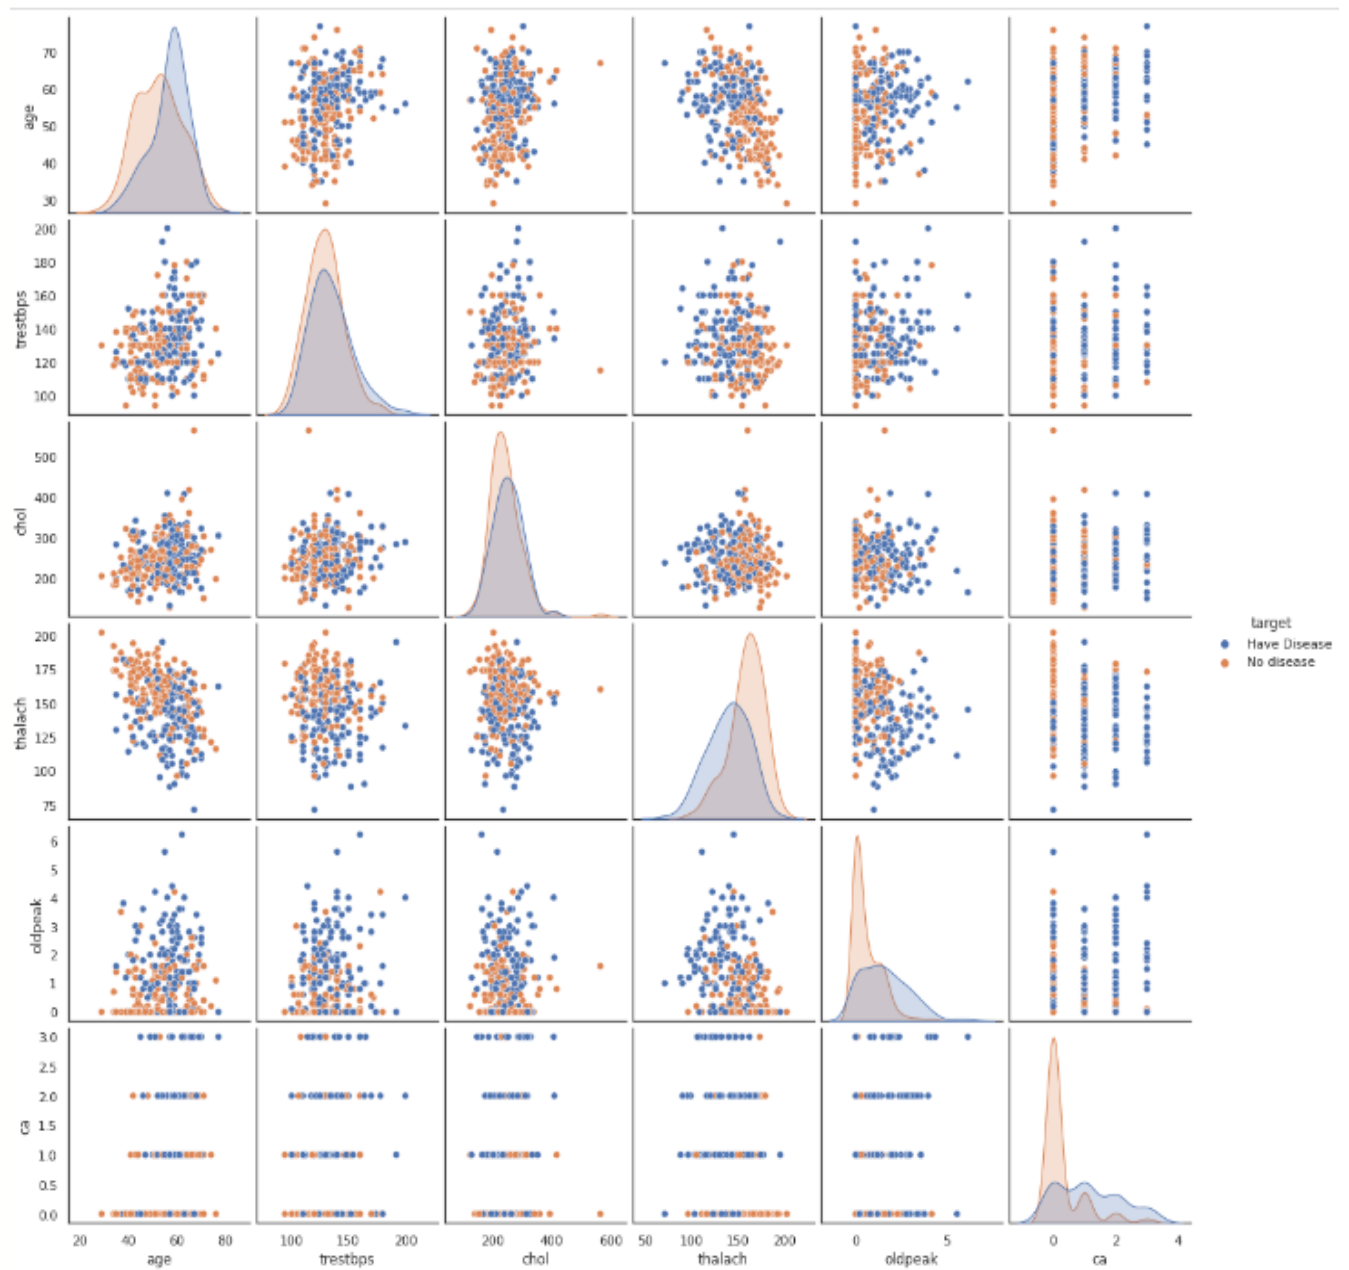 70
60
50
40
30
age
200
180
160
140
120
100
trestbps
500
400
300
200
chol
200
175
150
125
100
75
thalach
target
Have Disease
No disease
6
5
4
3
2
1
0
oldpeak
3.0
2.5
2.0
1.5
1.0
0.5
0.0
ca
20 40 60 80
100 150 200
200 400 600
50 100 150 200
0 5
0 2 4
age trestbps chol thalach oldpeak ca